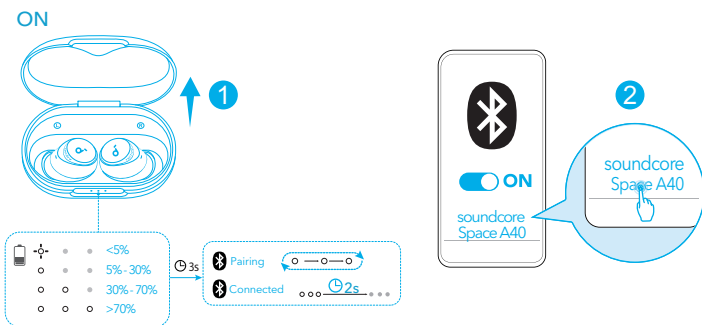 ON
1
L
R
<5%
5%-30%
30%-70%
>70%
3s
Pairing
Connected
2s
ON
soundcore
Space A40
2
soundcore
Space A40